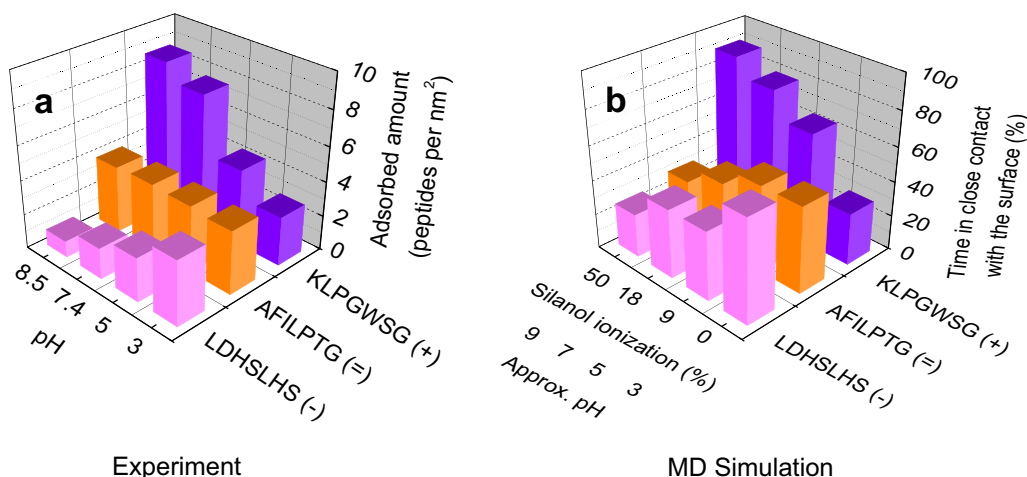 a
10
8
6
4
2
0
Adsorbed amount
(peptides per nm²)
8.5
7.4
5
3
pH
KLPGWSG (+)
AFILPTG (=)
LDHSLHS (-)
Experiment
b
100
80
60
40
20
0
Time in close contact
with the surface (%)
50 18 9 0
Silanol ionization (%)
9 7 5 3
Approx. pH
KLPGWSG (+)
AFILPTG (=)
LDHSLHS (-)
MD Simulation